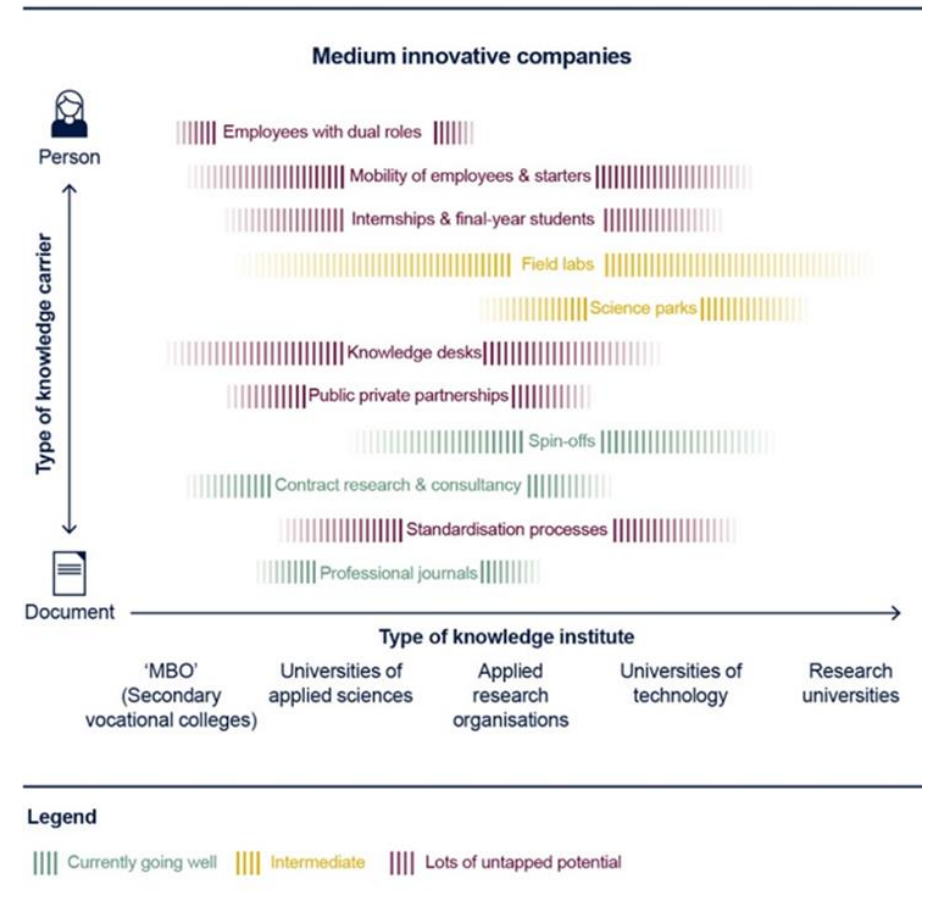 Medium innovative companies
Person
Employees with dual roles
Mobility of employees & starters
Internships & final-year students
Field labs
Science parks
Type of knowledge carrier
Knowledge desks
Public private partnerships
Spin-offs
Contract research & consultancy
Standardisation processes
Professional journals
Document
Type of knowledge institute
‘MBO’
(Secondary
vocational colleges)
Universities of
applied sciences
Applied
research
organisations
Universities of
technology
Research
universities
Legend
Currently going well
Intermediate
Lots of untapped potential